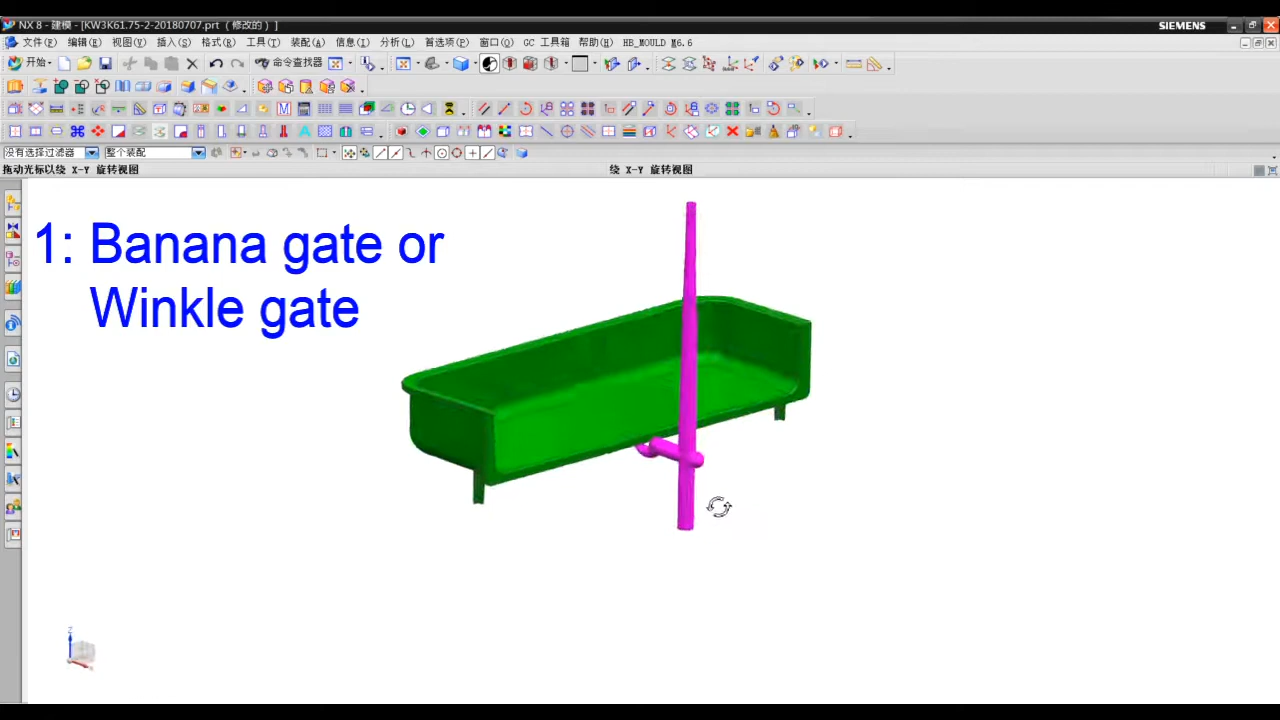 NX 8 - 建模 - [KW3K61.75-2-20180707.prt （修改的）]
SIEMENS
文件(F) 编辑(E) 视图(V) 插入(S) 格式(R) 工具(T) 装配(A) 信息(I) 分析(L) 首选项(P) 窗口(O) GC 工具箱 帮助(H) HB_MOULD M6.6
开始 命令查找器
没有选择过滤器 整个装配
拖动光标以绕 X-Y 旋转视图 绕 X-Y 旋转视图
1: Banana gate or
Winkle gate
Z